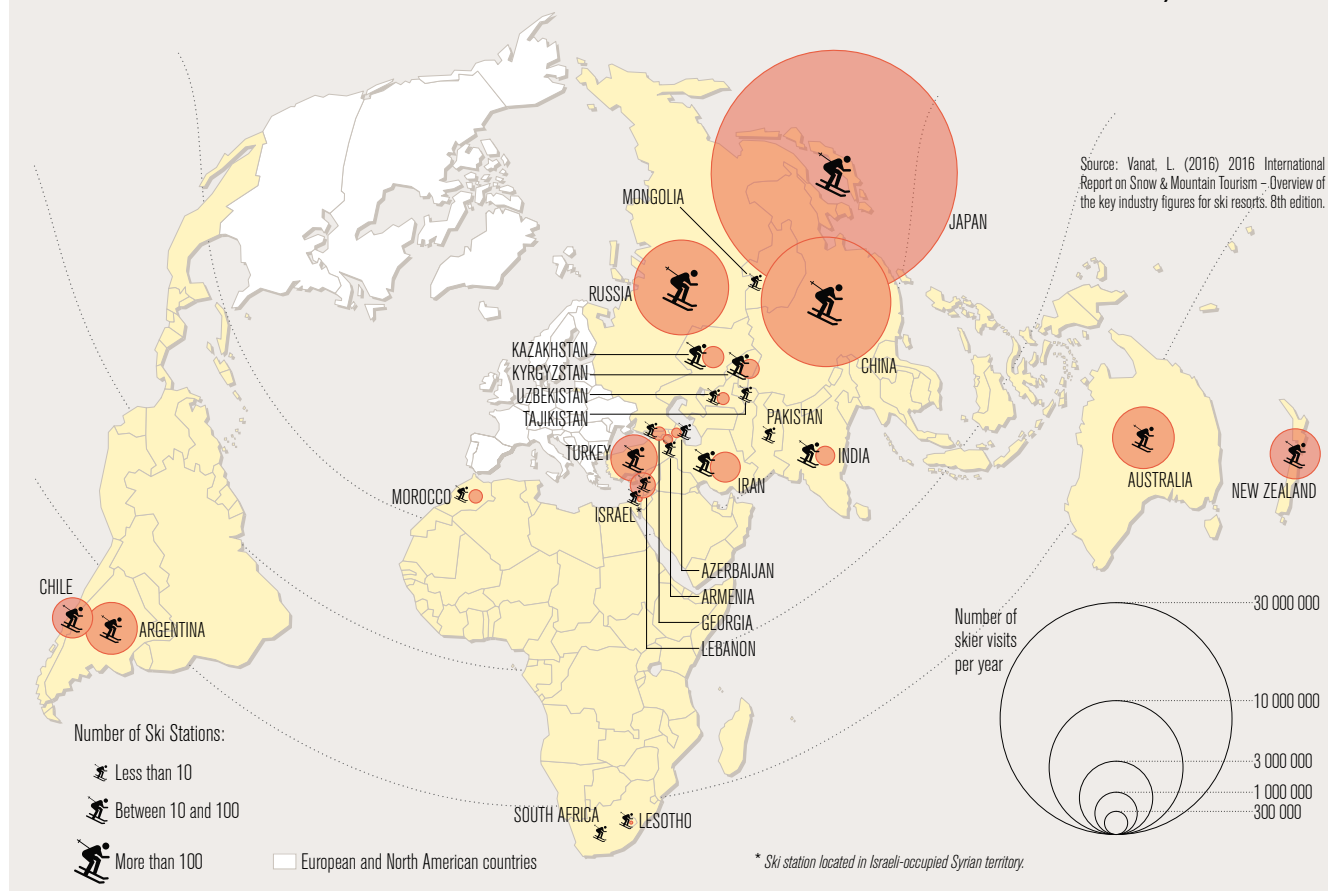 MONGOLIA
JAPAN
Source: Vanat, L. (2016) 2016 International
Report on Snow & Mountain Tourism – Overview of
the key industry figures for ski resorts. 8th edition.
RUSSIA
CHINA
KAZAKHSTAN
KYRGYZSTAN
UZBEKISTAN
TAJIKISTAN
PAKISTAN
TURKEY
INDIA
IRAN
MOROCCO
ISRAEL*
AUSTRALIA
NEW ZEALAND
AZERBAIJAN
ARMENIA
GEORGIA
LEBANON
CHILE
ARGENTINA
SOUTH AFRICA
LESOTHO
Number of
skier visits
per year
30 000 000
10 000 000
3 000 000
1 000 000
300 000
Number of Ski Stations:
Less than 10
Between 10 and 100
More than 100
European and North American countries
* Ski station located in Israeli-occupied Syrian territory.